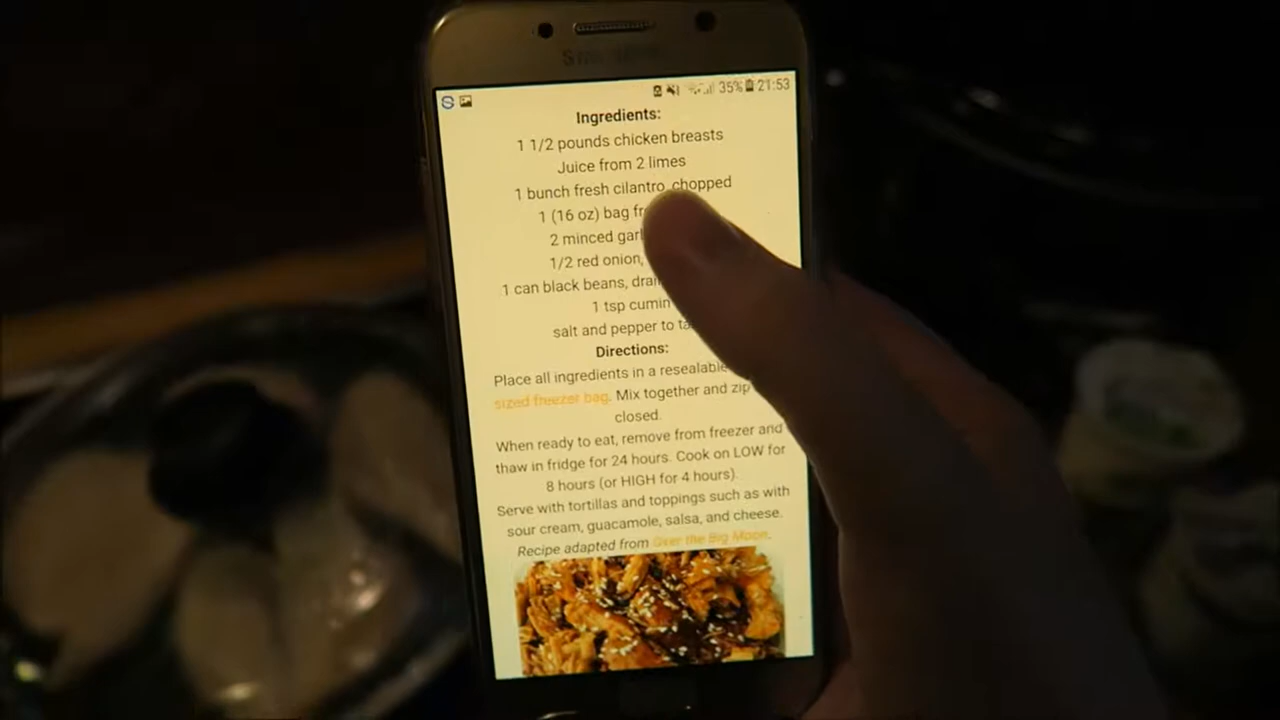 SAMSUNG
35% 21:53
Ingredients:
1 1/2 pounds chicken breasts
Juice from 2 limes
1 bunch fresh cilantro, chopped
1 (16 oz) bag
2 minced
1/2 red onion,
1 can black beans,
1 tsp cumin
salt and pepper to
Directions:
Place all ingredients in a resealable
sized freezer bag. Mix together and zip
closed.
When ready to eat, remove from freezer and
thaw in fridge for 24 hours. Cook on LOW for
8 hours (or HIGH for 4 hours).
Serve with tortillas and toppings such as with
sour cream, guacamole, salsa, and cheese.
Recipe adapted from Over the Big Moon.